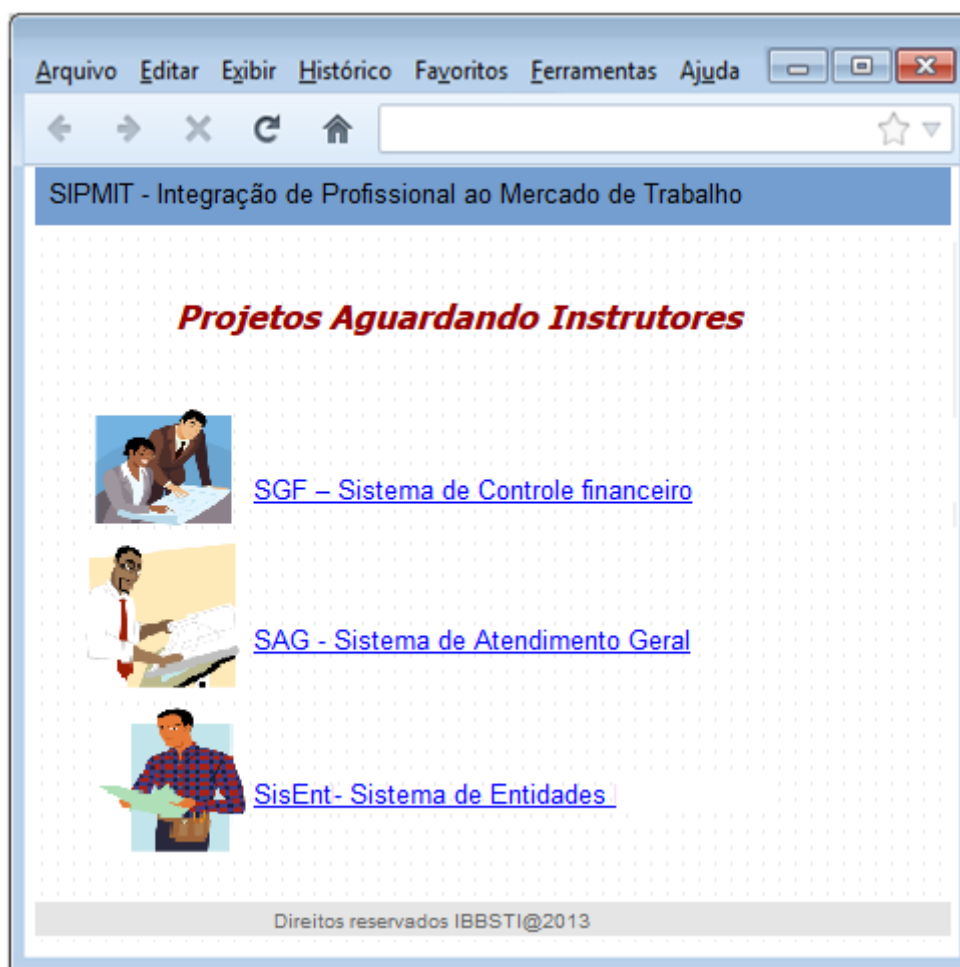 Arquivo Editar Exibir Histórico Favoritos Ferramentas Ajuda
SIPMIT - Integração de Profissional ao Mercado de Trabalho
Projetos Aguardando Instrutores
SGF – Sistema de Controle financeiro
SAG - Sistema de Atendimento Geral
SisEnt- Sistema de Entidades
Direitos reservados IBBSTI@2013